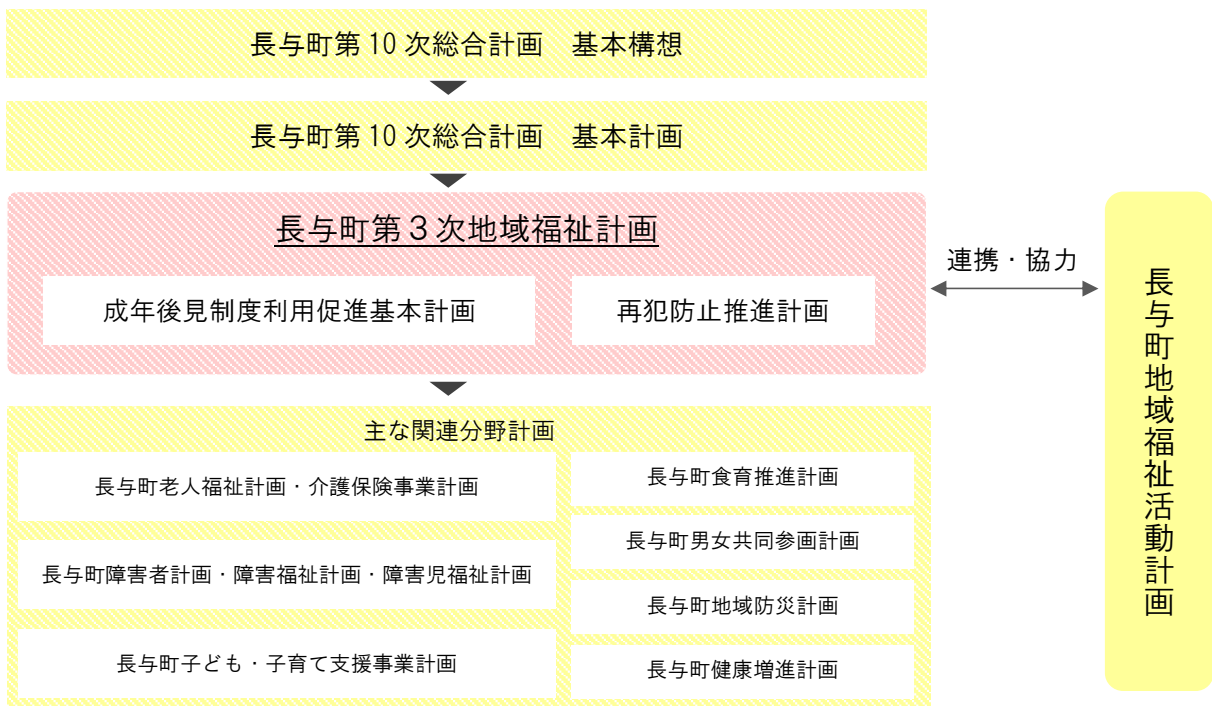 長与町第10次総合計画　基本構想
長与町第10次総合計画　基本計画
長与町第３次地域福祉計画
成年後見制度利用促進基本計画
再犯防止推進計画
連携・協力
長与町地域福祉活動計画
主な関連分野計画
長与町老人福祉計画・介護保険事業計画
長与町障害者計画・障害福祉計画・障害児福祉計画
長与町子ども・子育て支援事業計画
長与町食育推進計画
長与町男女共同参画計画
長与町地域防災計画
長与町健康増進計画